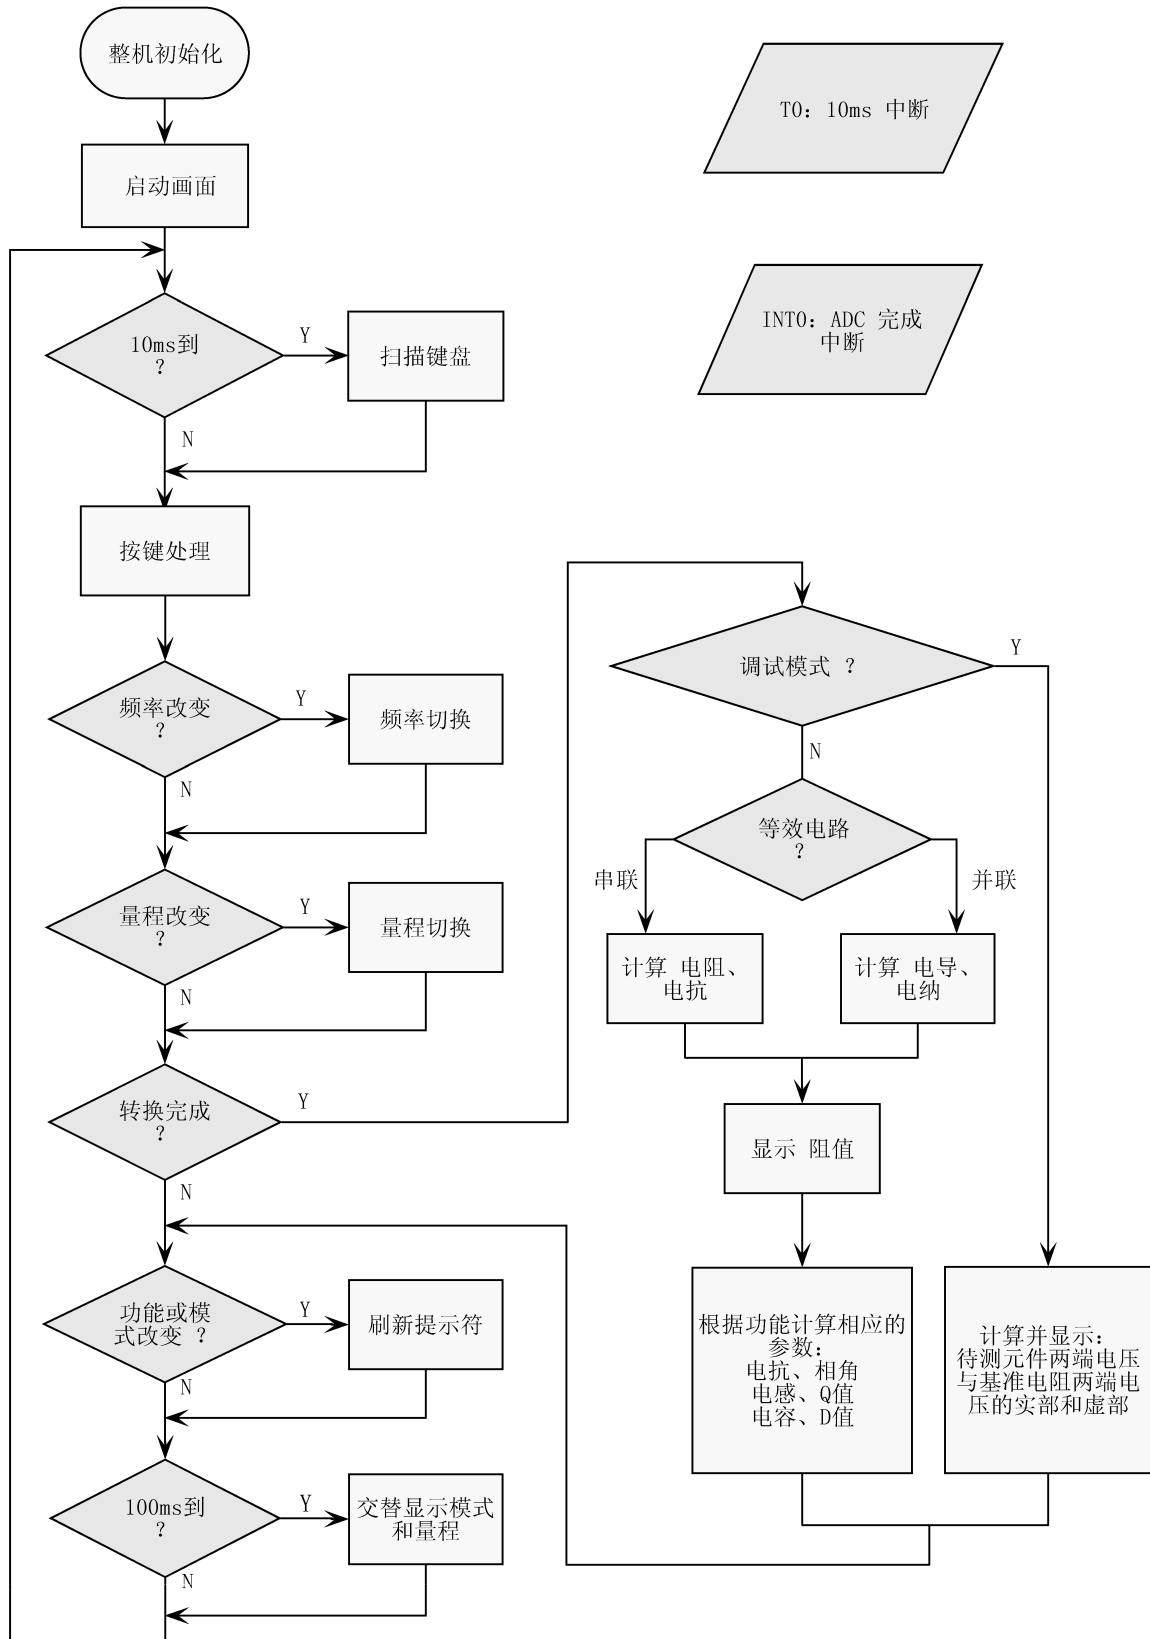 整机初始化
启动画面
10ms到
？
Y
扫描键盘
N
按键处理
频率改变
？
Y
频率切换
N
量程改变
？
Y
量程切换
N
转换完成
？
Y
N
功能或模
式改变 ？
Y
刷新提示符
N
100ms到
？
Y
交替显示模式
和量程
N
T0：10ms 中断
INT0：ADC 完成
中断
调试模式 ？
Y
N
等效电路
？
串联
并联
计算 电阻、
电抗
计算 电导、
电纳
显示 阻值
根据功能计算相应的
参数：
电抗、相角
电感、Q值
电容、D值
计算并显示：
待测元件两端电压
与基准电阻两端电
压的实部和虚部